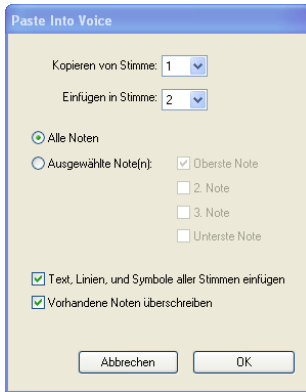 Paste Into Voice
Kopieren von Stimme: 1
Einfügen in Stimme: 2
Alle Noten
Ausgewählte Note(n): Oberste Note
2. Note
3. Note
Unterste Note
Text, Linien, und Symbole aller Stimmen einfügen
Vorhandene Noten überschreiben
Abbrechen OK